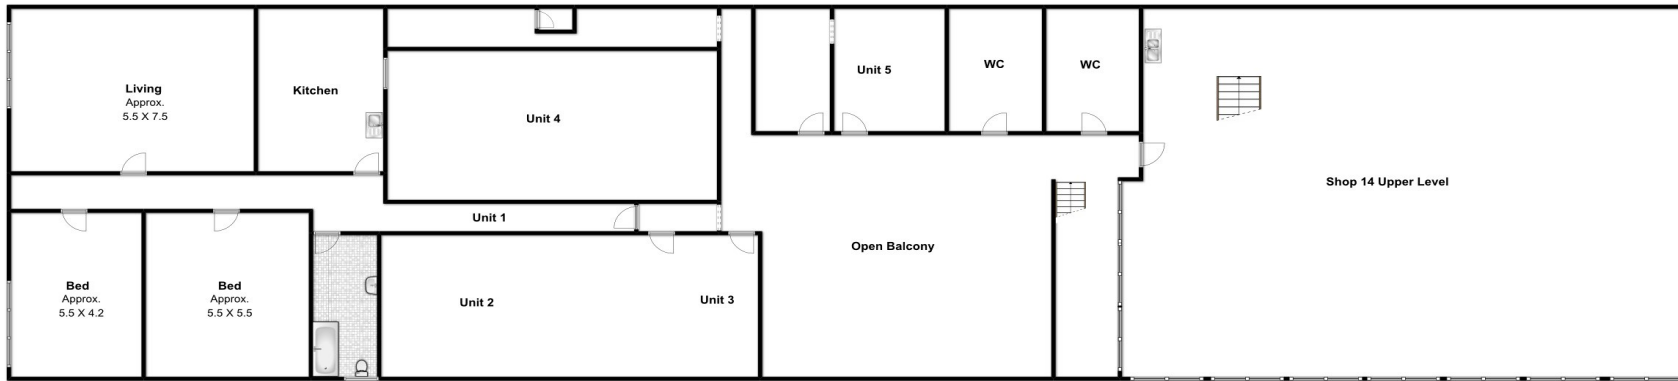 Living
Approx.
5.5 X 7.5
Kitchen
Unit 4
Unit 5
WC
WC
Shop 14 Upper Level
Unit 1
Open Balcony
Bed
Approx.
5.5 X 4.2
Bed
Approx.
5.5 X 5.5
Unit 2
Unit 3